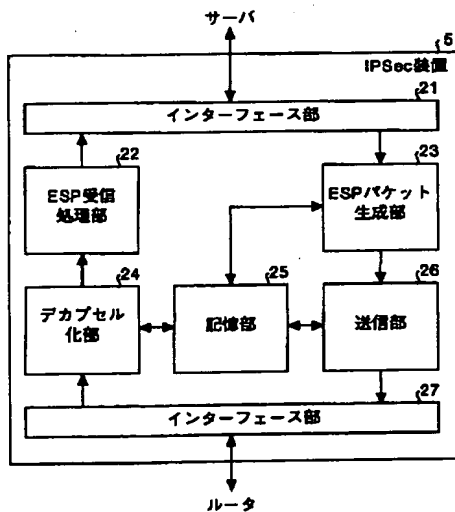 サーバ
5
IPSec装置
21
インターフェース部
22
ESP受信
処理部
23
ESPパケット
生成部
24
デカプセル
化部
25
記憶部
26
送信部
27
インターフェース部
ルータ